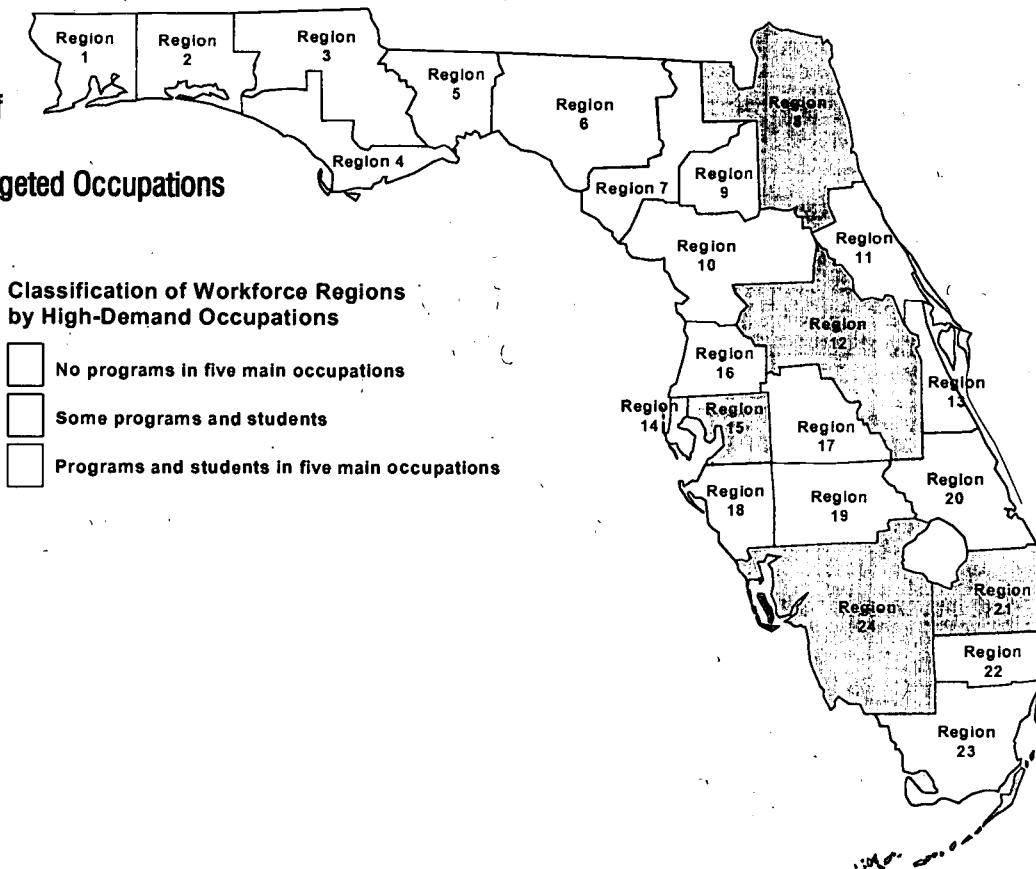 f
geted Occupations
Classification of Workforce Regions
by High-Demand Occupations
No programs in five main occupations
Some programs and students
Programs and students in five main occupations
Region
1
Region
2
Region
3
Region 4
Region
5
Region
6
Region 7
Region
8
Region
9
Region
10
Region
11
Region
12
Region
13
Region
14
Region
15
Region
16
Region
17
Region
18
Region
19
Region
20
Region
21
Region
22
Region
23
Region
24